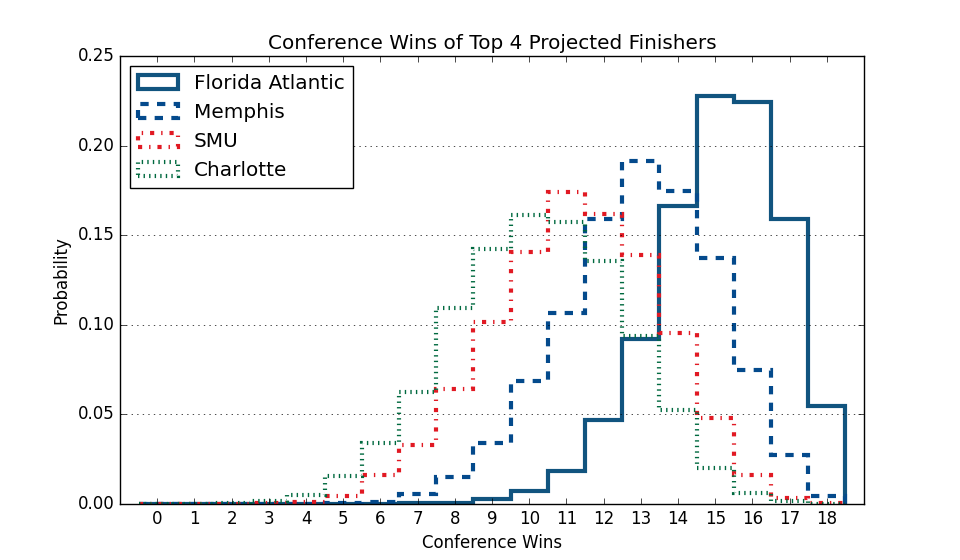 Conference Wins of Top 4 Projected Finishers
0.25
0.20
0.15
0.10
0.05
0.00
Probability
Florida Atlantic
Memphis
SMU
Charlotte
0 1 2 3 4 5 6 7 8 9 10 11 12 13 14 15 16 17 18
Conference Wins